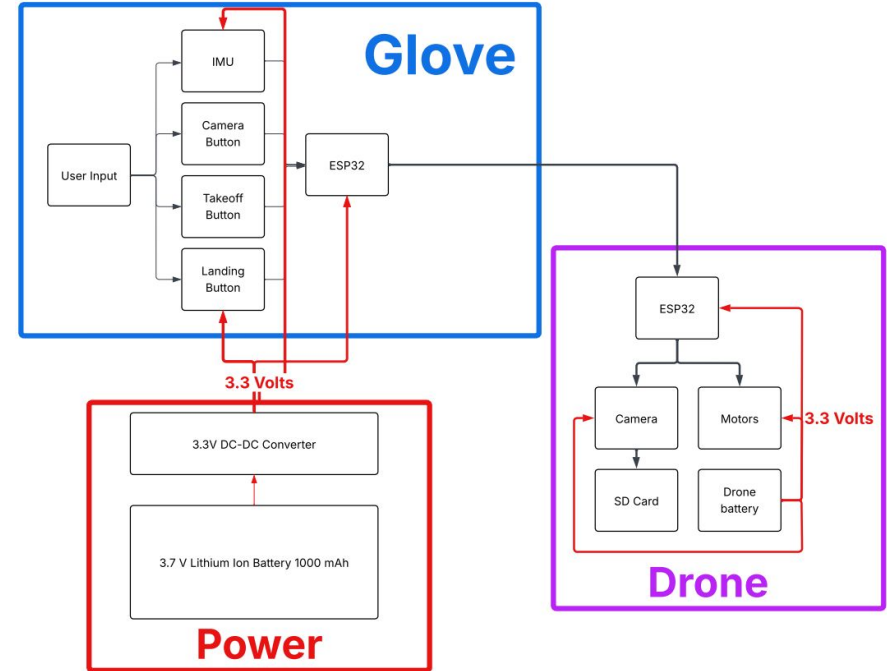 Glove
IMU
Camera
Button
User Input
ESP32
Takeoff
Button
Landing
Button
3.3 Volts
3.3V DC-DC Converter
3.7 V Lithium Ion Battery 1000 mAh
Power
ESP32
Camera
Motors
3.3 Volts
SD Card
Drone
battery
Drone